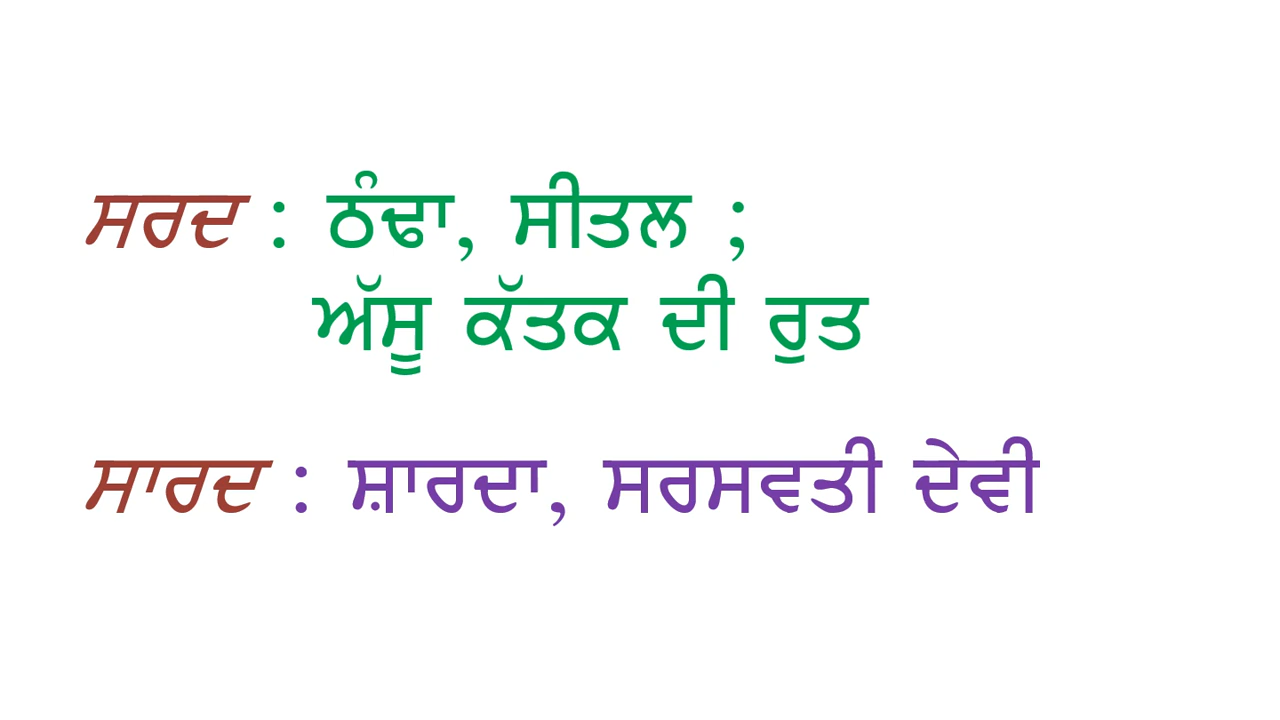 ਸਰਦ : ਠੰਢਾ, ਸੀਤਲ ;
ਅੱਸੂ ਕੱਤਕ ਦੀ ਰੁਤ
ਸਾਰਦ : ਸ਼ਾਰਦਾ, ਸਰਸਵਤੀ ਦੇਵੀ